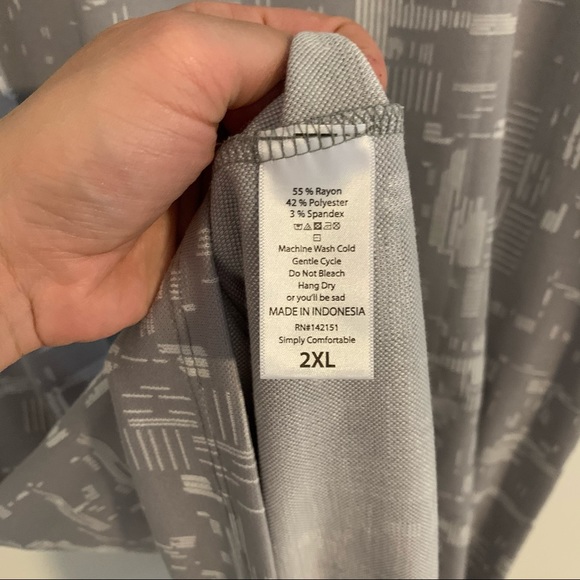 55 % Rayon
42 % Polyester
3 % Spandex
Machine Wash Cold
Gentle Cycle
Do Not Bleach
Hang Dry
or you'll be sad
MADE IN INDONESIA
RN#142151
Simply Comfortable
2XL